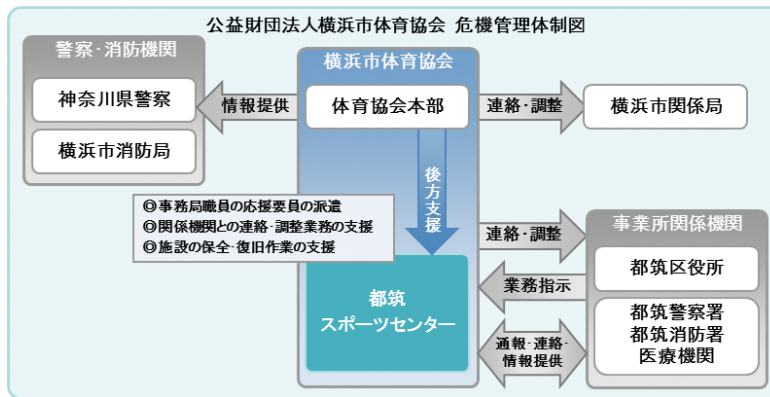 公益財団法人横浜市体育協会 危機管理体制図
警察・消防機関
神奈川県警察
横浜市消防局
情報提供
横浜市体育協会
体育協会本部
連絡・調整
横浜市関係局
後方支援
◎事務局職員の応援要員の派遣
◎関係機関との連絡・調整業務の支援
◎施設の保全・復旧作業の支援
都筑
スポーツセンター
連絡・調整
業務指示
通報・連絡・
情報提供
事業所関係機関
都筑区役所
都筑警察署
都筑消防署
医療機関